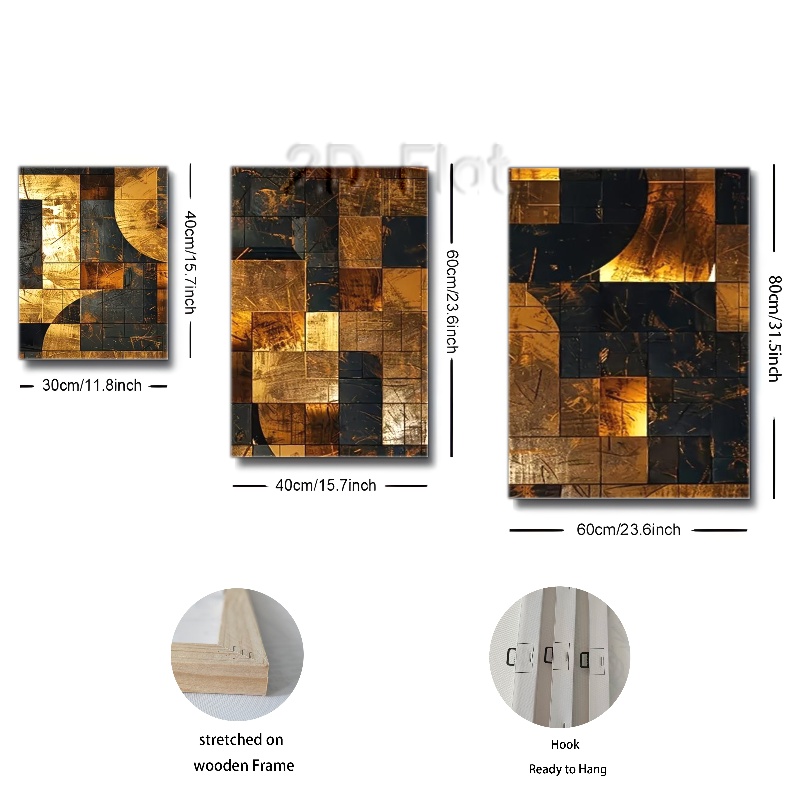 2D Flat
40cm/15.7inch
30cm/11.8inch
60cm/23.6inch
40cm/15.7inch
80cm/31.5inch
60cm/23.6inch
stretched on
wooden Frame
Hook
Ready to Hang